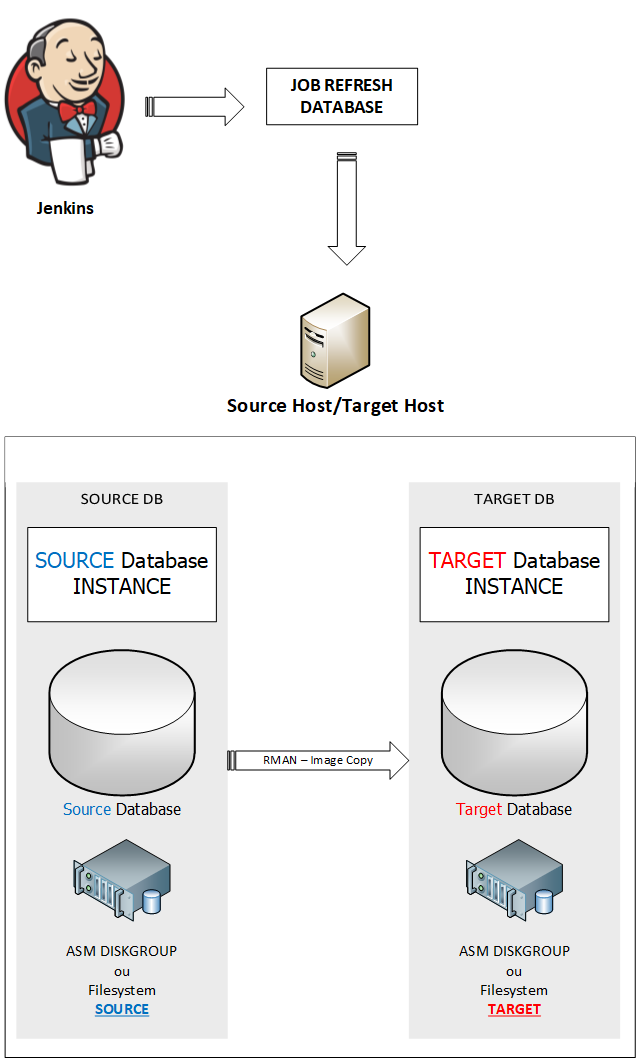 JOB REFRESH
DATABASE
Jenkins
Source Host/Target Host
SOURCE DB
SOURCE Database
INSTANCE
Source Database
ASM DISKGROUP
ou
Filesystem
SOURCE
RMAN – Image Copy
TARGET DB
TARGET Database
INSTANCE
Target Database
ASM DISKGROUP
ou
Filesystem
TARGET